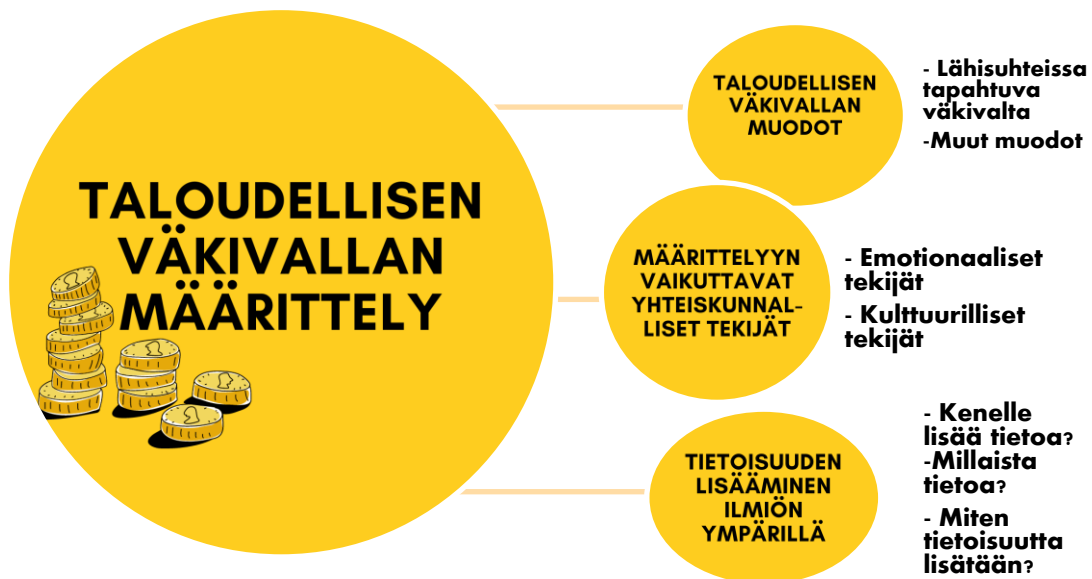 TALOUDELLISEN
VÄKIVALLAN
MÄÄRITTELY
TALOUDELLISEN
VÄKIVALLAN
MUODOT
- Lähisuhteissa
tapahtuva
väkivalta
-Muut muodot
MÄÄRITTELYYN
VAIKUTTAVAT
YHTEISKUNNAL-
LISET TEKIJÄT
- Emotionaaliset
tekijät
- Kulttuurilliset
tekijät
TIETOISUUDEN
LISÄÄMINEN
ILMIÖN
YMPÄRILLÄ
- Kenelle
lisää tietoa?
-Millaista
tietoa?
- Miten
tietoisuutta
lisätään?